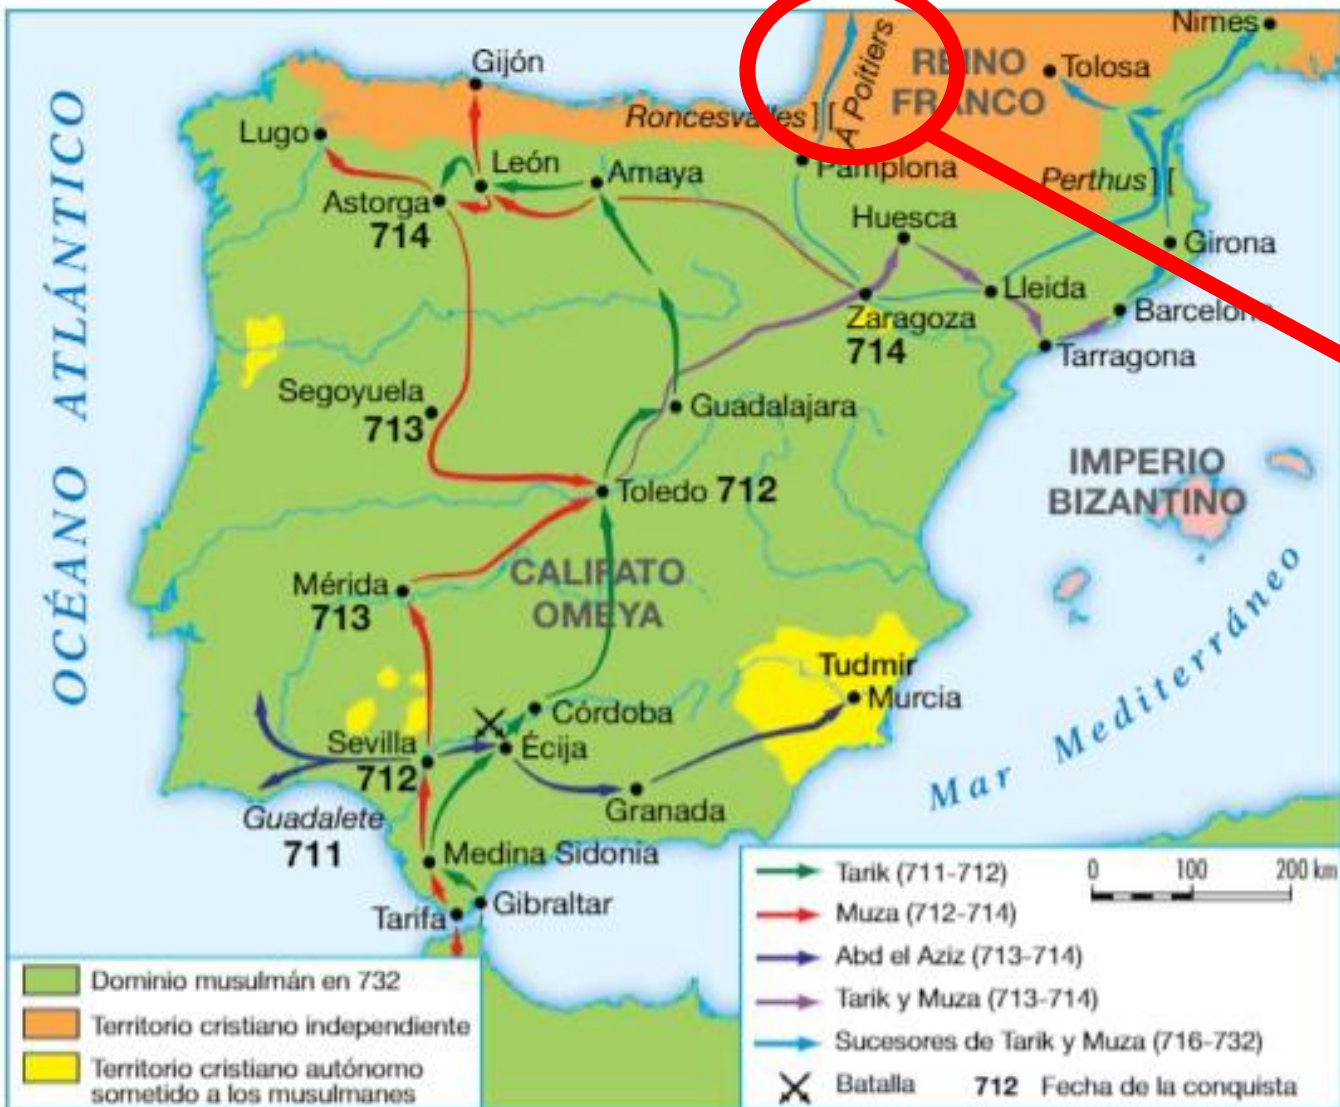 Nimes
Gijón
REINO
FRANCO
Tolosa
Á Poitiers
Roncesvalles
Lugo
León
Amaya
Pamplona
Perthus
Astorga
714
Huesca
Girona
Lleida
Barcelona
Zaragoza
714
Tarragona
OCÉANO ATLÁNTICO
Segoyuela
713
Guadalajara
IMPERIO
BIZANTINO
Toledo 712
CALIFATO
OMEYA
Mérida
713
Tudmir
Murcia
Mar Mediterráneo
Córdoba
Sevilla
712
Écija
Granada
Guadalete
711
Medina Sidonia
Gibraltar
Tarifa
Dominio musulmán en 732
Territorio cristiano independiente
Territorio cristiano autónomo
sometido a los musulmanes
Tarik (711-712)
0 100 200 km
Muza (712-714)
Abd el Aziz (713-714)
Tarik y Muza (713-714)
Sucesores de Tarik y Muza (716-732)
Batalla 712 Fecha de la conquista